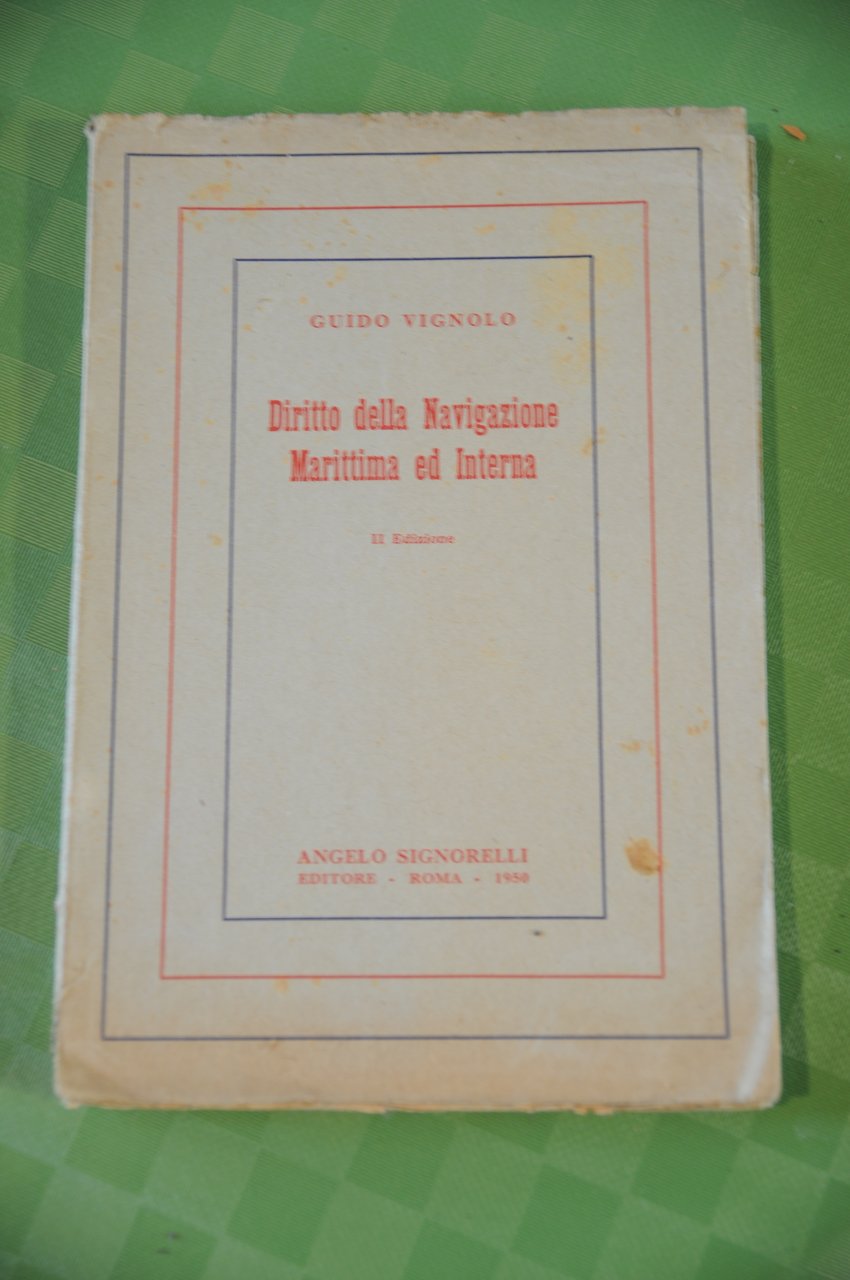 GUIDO VIGNOLO
Diritto della Navigazione
Marittima ed Interna
II Edizione
ANGELO SIGNORELLI
EDITORE - ROMA - 1950